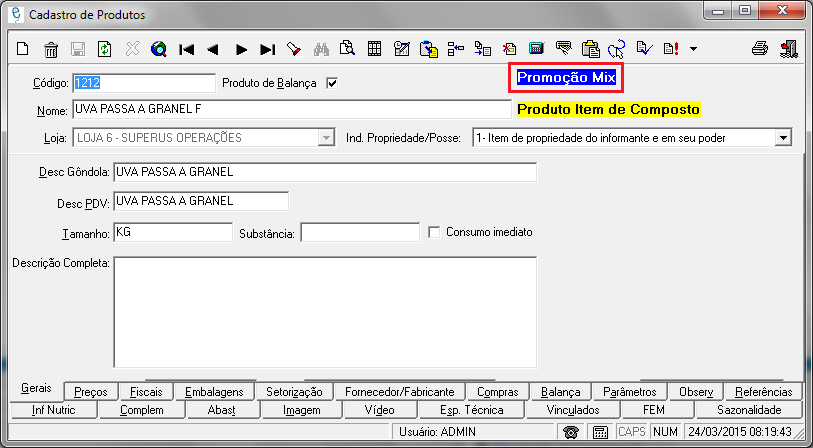 Cadastro de Produtos
Código: 1212 Produto de Balança Promoção Mix
Nome: UVA PASSA A GRANEL F Produto Item de Composto
Loja: LOJA 6 - SUPERUS OPERAÇÕES Ind. Propriedade/Posse: 1- Item de propriedade do informante e em seu poder
Desc Gôndola: UVA PASSA A GRANEL
Desc PDV: UVA PASSA A GRANEL
Tamanho: KG Substância: Consumo imediato
Descrição Completa:
Gerais Preços Fiscais Embalagens Setorização Fornecedor/Fabricante Compras Balança Parâmetros Observ Referências
Inf Nutric Complem Abast Imagem Vídeo Esp. Técnica Vinculados FEM Sazonalidade
Usuário: ADMIN CAPS NUM 24/03/2015 08:19:43